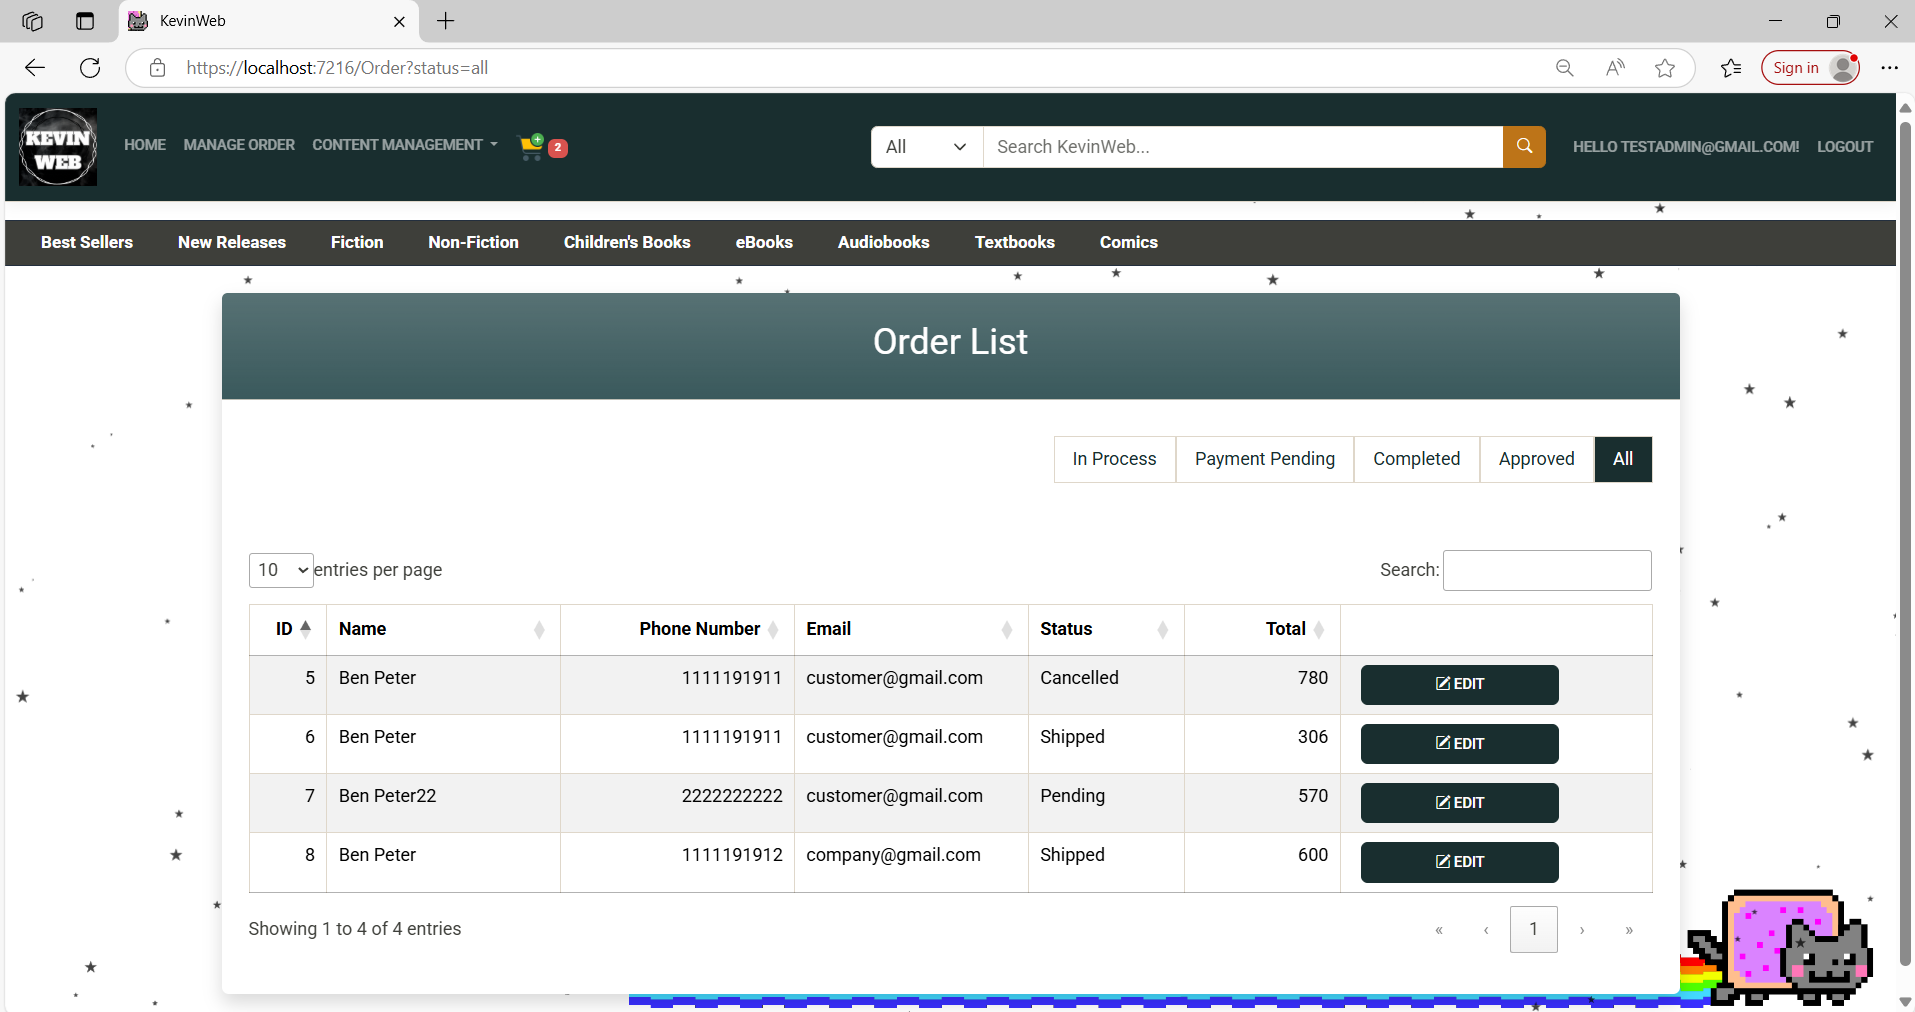 KevinWeb
https://localhost:7216/Order?status=all
Sign in
KEVIN
WEB
HOME MANAGE ORDER CONTENT MANAGEMENT 2 All Search KevinWeb... HELLO TESTADMIN@GMAIL.COM! LOGOUT
Best Sellers New Releases Fiction Non-Fiction Children's Books eBooks Audiobooks Textbooks Comics
Order List
In Process Payment Pending Completed Approved All
10 entries per page Search:
ID Name Phone Number Email Status Total
5 Ben Peter 1111191911 customer@gmail.com Cancelled 780 EDIT
6 Ben Peter 1111191911 customer@gmail.com Shipped 306 EDIT
7 Ben Peter22 2222222222 customer@gmail.com Pending 570 EDIT
8 Ben Peter 1111191912 company@gmail.com Shipped 600 EDIT
Showing 1 to 4 of 4 entries « ‹ 1 › »